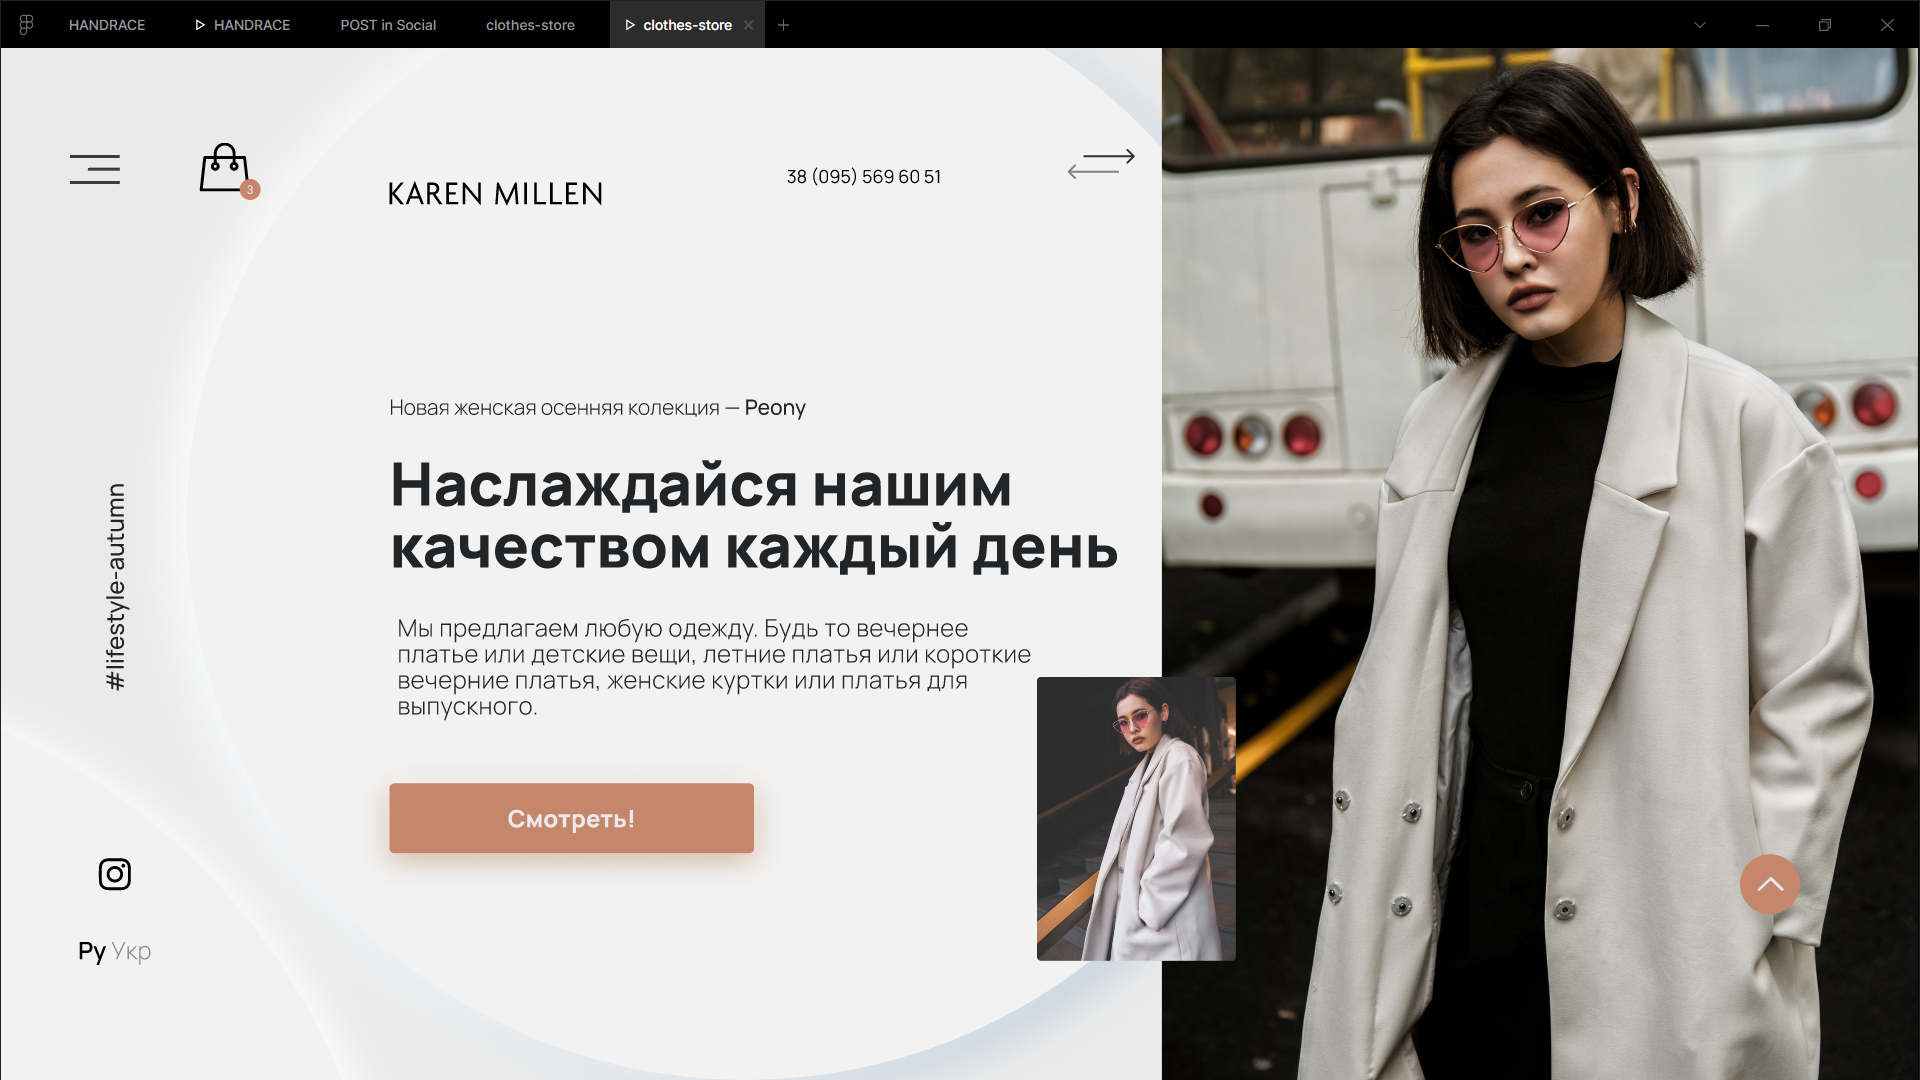 HANDRACE
HANDRACE
POST in Social
clothes-store
clothes-store
3
KAREN MILLEN
38 (095) 569 60 51
Новая женская осенняя колекция — Peony
Наслаждайся нашим
качеством каждый день
#lifestyle-autumn
Мы предлагаем любую одежду. Будь то вечернее
платье или детские вещи, летние платья или короткие
вечерние платья, женские куртки или платья для
выпускного.
Смотреть!
Ру Укр